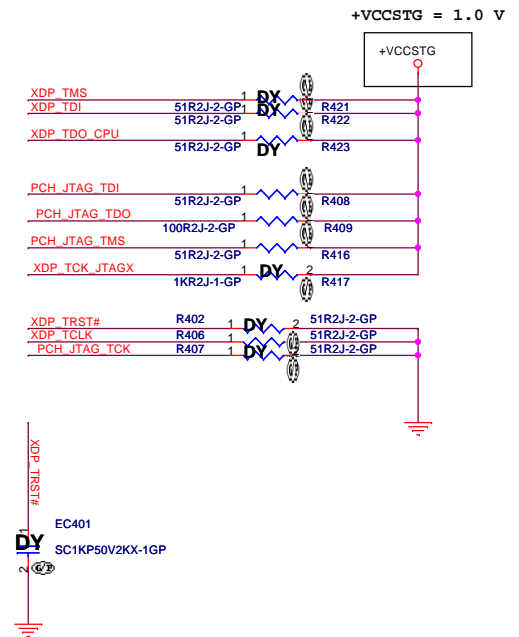 +VCCSTG = 1.0 V
+VCCSTG
XDP_TMS 1 DY R421
XDP_TDI 51R2J-2-GP 1 DY R422
51R2J-2-GP
XDP_TDO_CPU 1 R423
51R2J-2-GP DY
PCH_JTAG_TDI 1 R408
51R2J-2-GP
PCH_JTAG_TDO 1 R409
100R2J-2-GP
PCH_JTAG_TMS 1 R416
51R2J-2-GP
XDP_TCK_JTAGX 1 DY 2 R417
1KR2J-1-GP
XDP_TRST# R402 1 DY 2 51R2J-2-GP
XDP_TCLK R406 1 51R2J-2-GP
PCH_JTAG_TCK R407 1 DY 2 51R2J-2-GP
XDP_TRST#
1
EC401
DY
SC1KP50V2KX-1GP
2 G/P